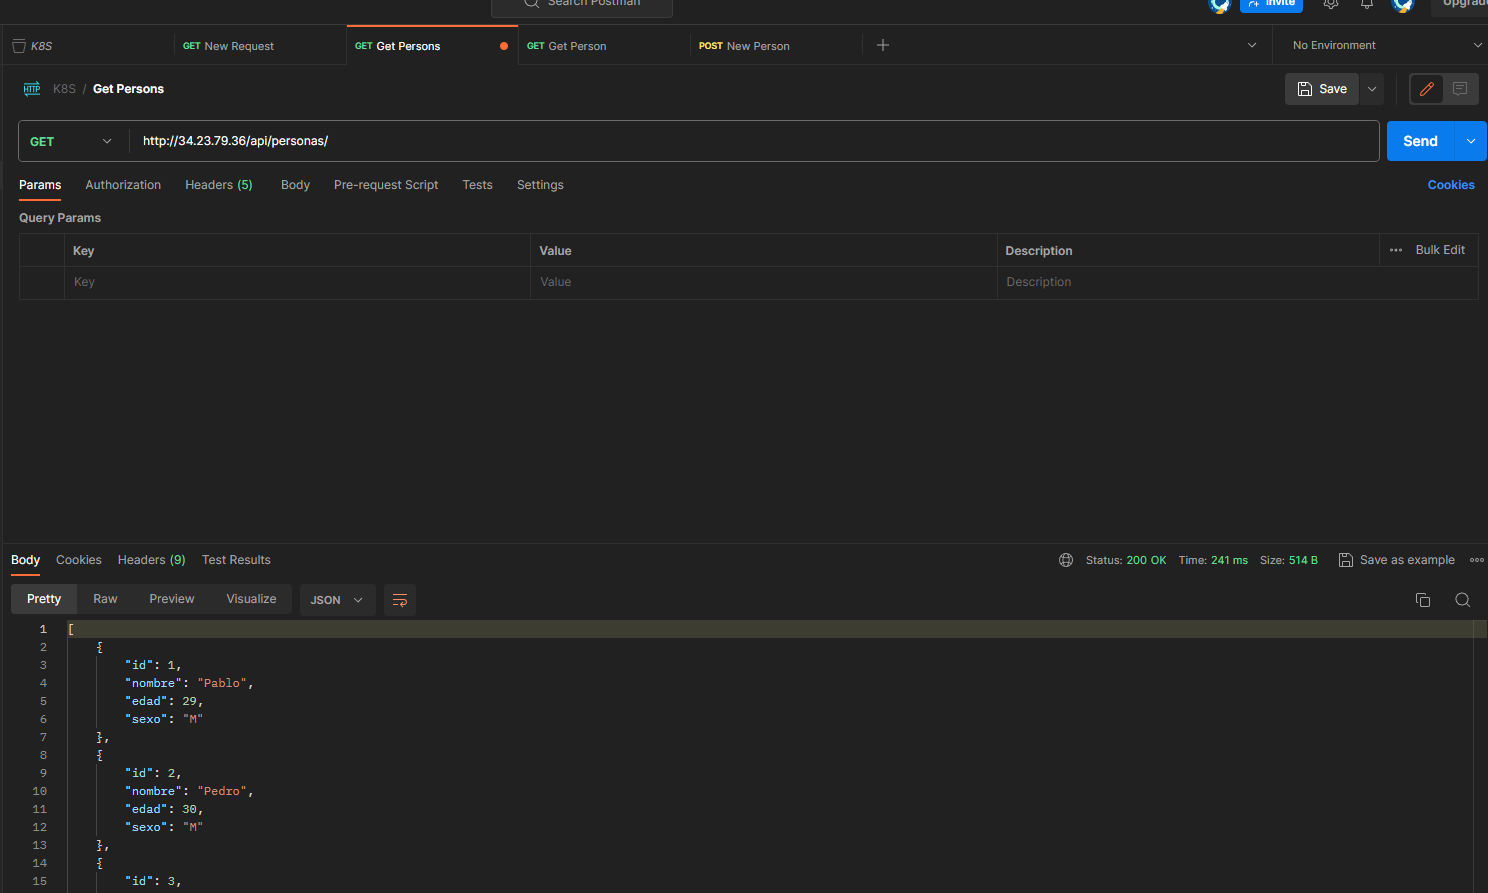 Search Postman Invite Upgrade
K8S GET New Request GET Get Persons GET Get Person POST New Person No Environment
HTTP K8S / Get Persons Save
GET http://34.23.79.36/api/personas/ Send
Params Authorization Headers (5) Body Pre-request Script Tests Settings Cookies
Query Params
Key Value Description ••• Bulk Edit
Key Value Description
Body Cookies Headers (9) Test Results Status: 200 OK Time: 241 ms Size: 514 B Save as example
Pretty Raw Preview Visualize JSON
1 [
2 {
3 "id": 1,
4 "nombre": "Pablo",
5 "edad": 29,
6 "sexo": "M"
7 },
8 {
9 "id": 2,
10 "nombre": "Pedro",
11 "edad": 30,
12 "sexo": "M"
13 },
14 {
15 "id": 3,